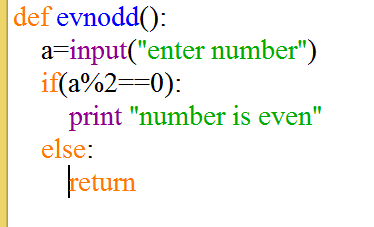 def evnodd():
    a=input("enter number")
    if(a%2==0):
        print "number is even"
    else:
        return